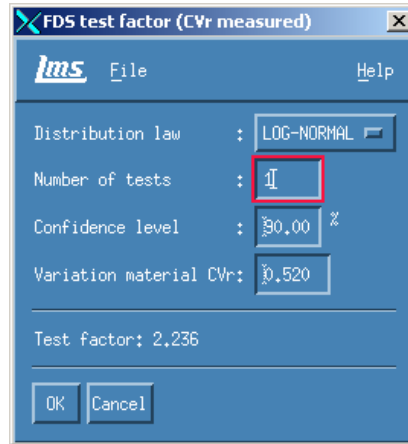 FDS test factor (CVr measured)
lms File Help
Distribution law : LOG-NORMAL
Number of tests : 1
Confidence level : 90.00 %
Variation material CVr: 0.520
Test factor: 2.236
OK Cancel